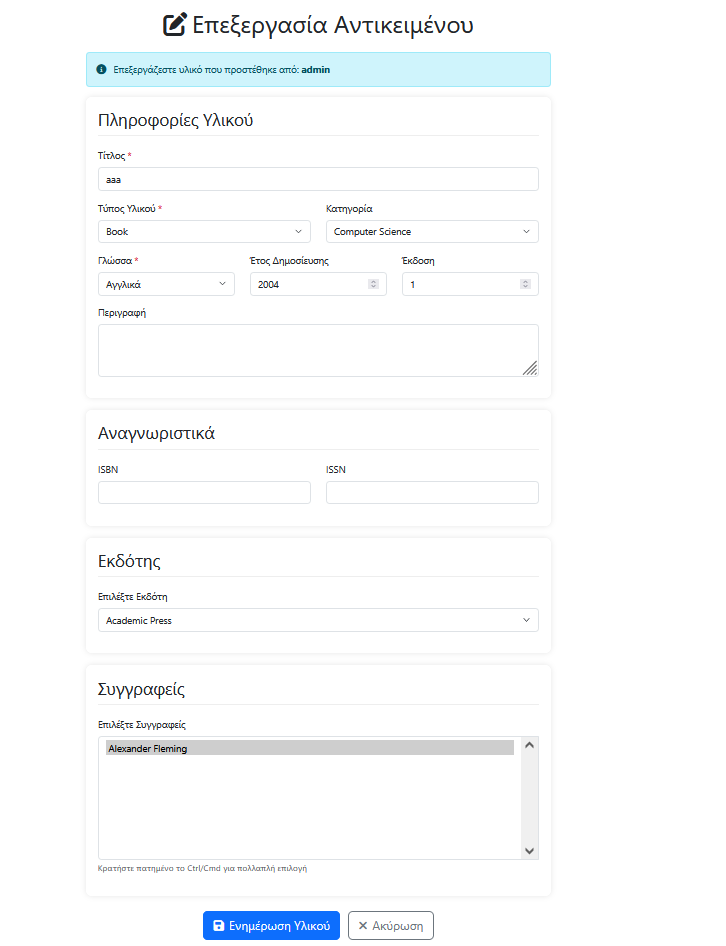 Επεξεργασία Αντικειμένου
Επεξεργάζεστε υλικό που προστέθηκε από: admin
Πληροφορίες Υλικού
Τίτλος *
aaa
Τύπος Υλικού * Κατηγορία
Book Computer Science
Γλώσσα * Έτος Δημοσίευσης Έκδοση
Αγγλικά 2004 1
Περιγραφή
Αναγνωριστικά
ISBN ISSN
Εκδότης
Επιλέξτε Εκδότη
Academic Press
Συγγραφείς
Επιλέξτε Συγγραφείς
Alexander Fleming
Κρατήστε πατημένο το Ctrl/Cmd για πολλαπλή επιλογή
Ενημέρωση Υλικού Ακύρωση